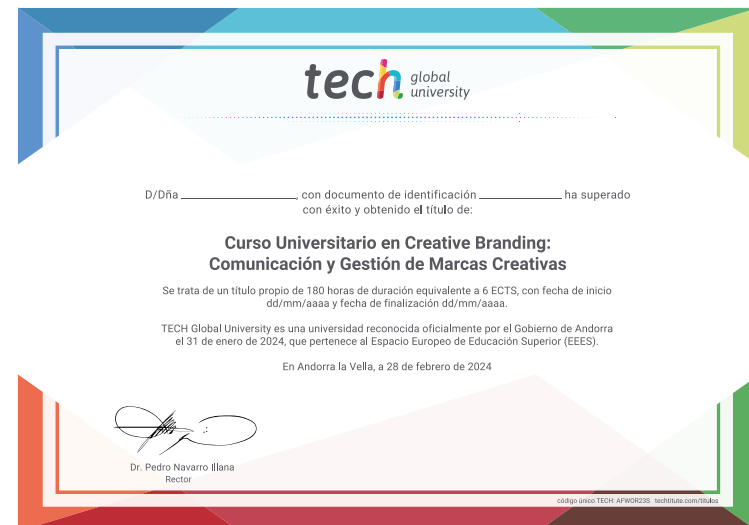 tech global university
D/Dña ____________, con documento de identificación ____________ ha superado
con éxito y obtenido el título de:
Curso Universitario en Creative Branding:
Comunicación y Gestión de Marcas Creativas
Se trata de un título propio de 180 horas de duración equivalente a 6 ECTS, con fecha de inicio
dd/mm/aaaa y fecha de finalización dd/mm/aaaa.
TECH Global University es una universidad reconocida oficialmente por el Gobierno de Andorra
el 31 de enero de 2024, que pertenece al Espacio Europeo de Educación Superior (EEES).
En Andorra la Vella, a 28 de febrero de 2024
Dr. Pedro Navarro Illana
Rector
código único TECH: AFWOR23S techtitute.com/titulos